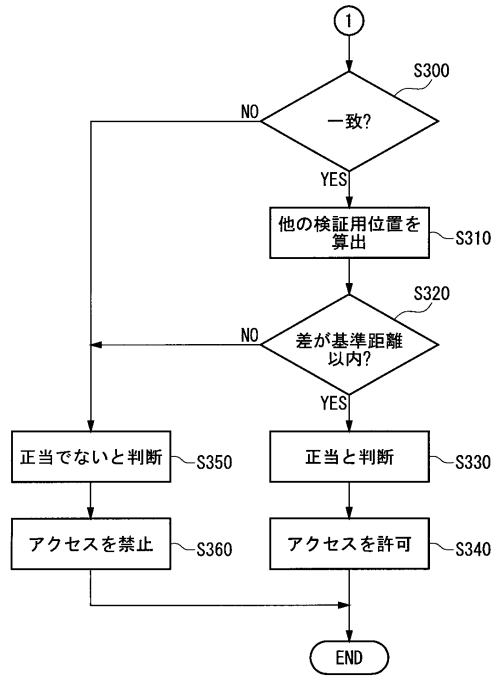 1
S300
一致?
NO
YES
他の検証用位置を
算出
S310
S320
差が基準距離
以内?
NO
YES
正当でないと判断
S350
正当と判断
S330
アクセスを禁止
S360
アクセスを許可
S340
END